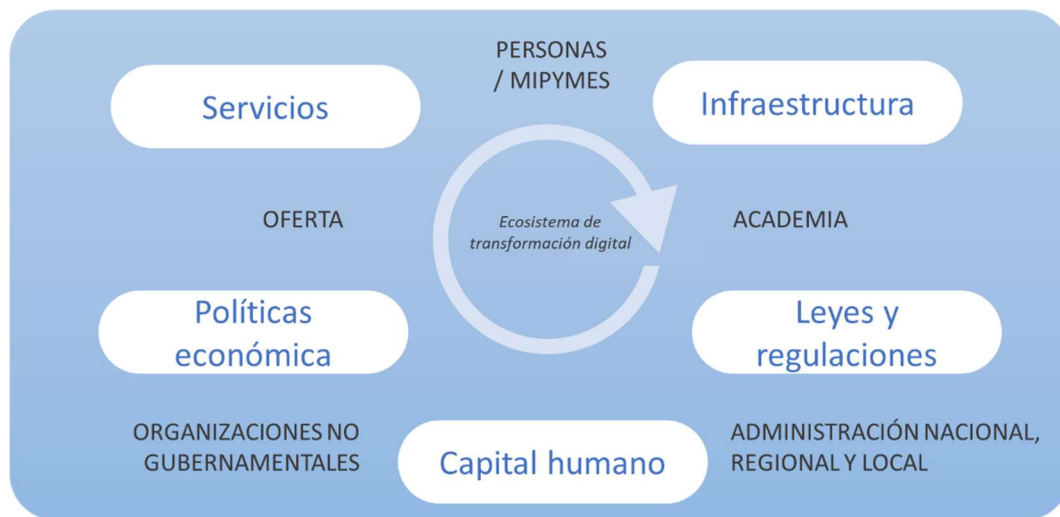 PERSONAS
/ MIPYMES
Servicios
Infraestructura
OFERTA
Ecosistema de
transformación digital
ACADEMIA
Políticas
económica
Leyes y
regulaciones
ORGANIZACIONES NO
GUBERNAMENTALES
Capital humano
ADMINISTRACIÓN NACIONAL,
REGIONAL Y LOCAL